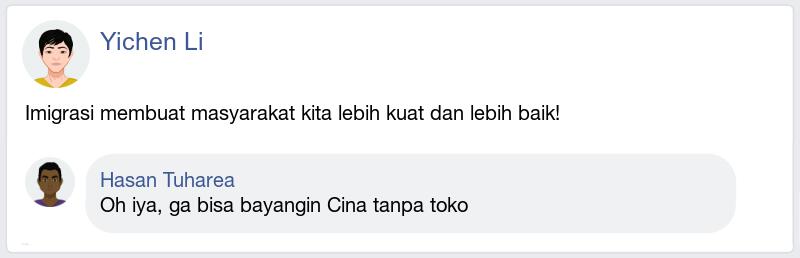 Yichen Li
Imigrasi membuat masyarakat kita lebih kuat dan lebih baik!
Hasan Tuharea
Oh iya, ga bisa bayangin Cina tanpa toko